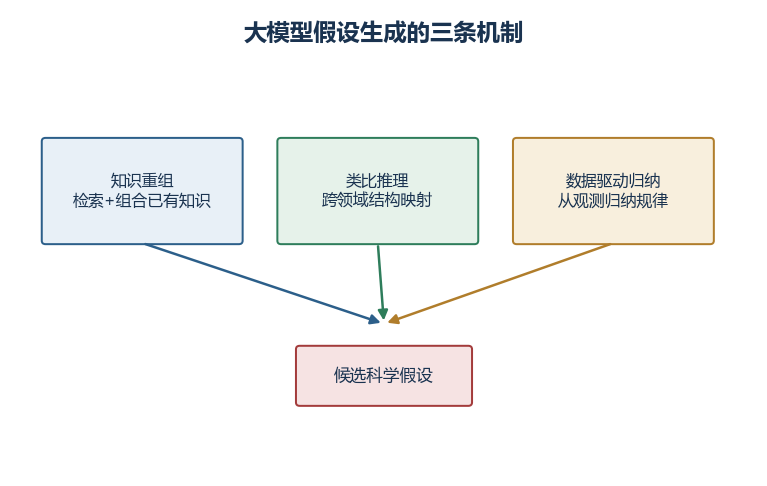 大模型假设生成的三条机制
知识重组
检索+组合已有知识
类比推理
跨领域结构映射
数据驱动归纳
从观测归纳规律
候选科学假设